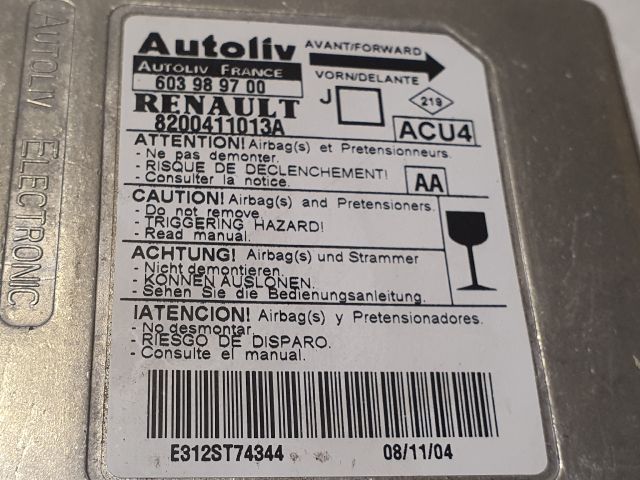 AUTOLIV ELECTRONIC
Autoliv
AUTOLIV FRANCE
603 98 97 00
RENAULT
8200411013A
AVANT/FORWARD
VORN/DELANTE
J
219
ACU4
ATTENTION! Airbag(s) et Pretensionneurs.
- Ne pas demonter.
- RISQUE DE DECLENCHEMENT!
- Consulter la notice.
AA
CAUTION! Airbag(s) and Pretensioners.
- Do not remove
- TRIGGERING HAZARD!
- Read manual.
ACHTUNG! Airbag(s) und Strammer
- Nicht demontieren.
- KONNEN AUSLONEN.
- Sehen Sie die Bedienungsanleitung.
IATENCION! Airbag(s) y Pretensionadores.
- No desmontar.
- RIESGO DE DISPARO.
- Consulte el manual.
E312ST74344
08/11/04